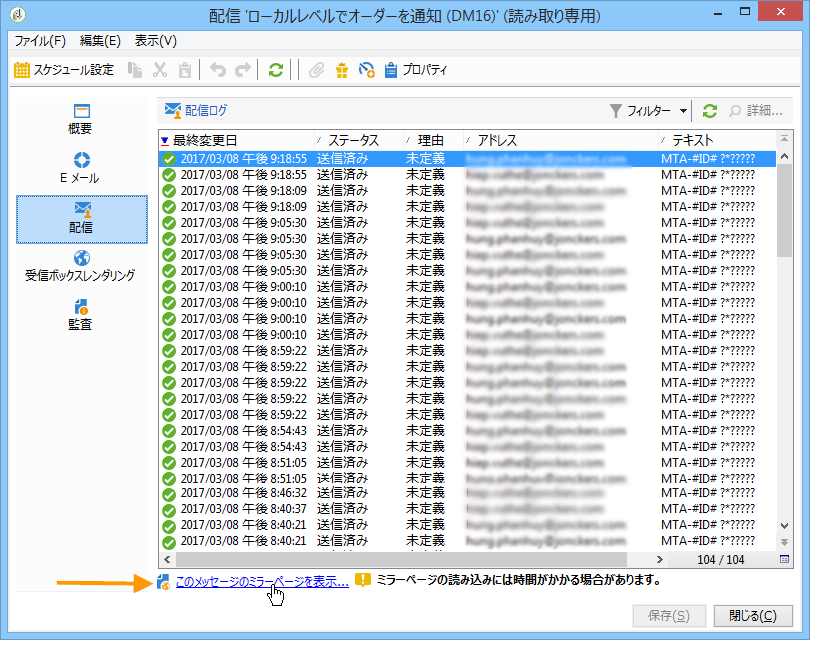 配信 'ローカルレベルでオーダーを通知 (DM16)' (読み取り専用)
ファイル(F) 編集(E) 表示(V)
スケジュール設定 プロパティ
概要
E メール
配信
受信ボックスレンダリング
監査
配信ログ フィルター 詳細...
最終変更日 ステータス 理由 アドレス テキスト
2017/03/08 午後 9:18:55 送信済み 未定義 MTA-#ID# ?*?????
2017/03/08 午後 9:18:55 送信済み 未定義 MTA-#ID# ?*?????
2017/03/08 午後 9:18:09 送信済み 未定義 MTA-#ID# ?*?????
2017/03/08 午後 9:18:09 送信済み 未定義 MTA-#ID# ?*?????
2017/03/08 午後 9:05:30 送信済み 未定義 MTA-#ID# ?*?????
2017/03/08 午後 9:05:30 送信済み 未定義 MTA-#ID# ?*?????
2017/03/08 午後 9:05:30 送信済み 未定義 MTA-#ID# ?*?????
2017/03/08 午後 9:05:30 送信済み 未定義 MTA-#ID# ?*?????
2017/03/08 午後 9:00:10 送信済み 未定義 MTA-#ID# ?*?????
2017/03/08 午後 9:00:10 送信済み 未定義 MTA-#ID# ?*?????
2017/03/08 午後 9:00:10 送信済み 未定義 MTA-#ID# ?*?????
2017/03/08 午後 9:00:10 送信済み 未定義 MTA-#ID# ?*?????
2017/03/08 午後 8:59:22 送信済み 未定義 MTA-#ID# ?*?????
2017/03/08 午後 8:59:22 送信済み 未定義 MTA-#ID# ?*?????
2017/03/08 午後 8:59:22 送信済み 未定義 MTA-#ID# ?*?????
2017/03/08 午後 8:59:22 送信済み 未定義 MTA-#ID# ?*?????
2017/03/08 午後 8:59:22 送信済み 未定義 MTA-#ID# ?*?????
2017/03/08 午後 8:54:43 送信済み 未定義 MTA-#ID# ?*?????
2017/03/08 午後 8:54:43 送信済み 未定義 MTA-#ID# ?*?????
2017/03/08 午後 8:51:05 送信済み 未定義 MTA-#ID# ?*?????
2017/03/08 午後 8:51:05 送信済み 未定義 MTA-#ID# ?*?????
2017/03/08 午後 8:46:32 送信済み 未定義 MTA-#ID# ?*?????
2017/03/08 午後 8:40:37 送信済み 未定義 MTA-#ID# ?*?????
2017/03/08 午後 8:40:21 送信済み 未定義 MTA-#ID# ?*?????
2017/03/08 午後 8:40:21 送信済み 未定義 MTA-#ID# ?*?????
104 / 104
このメッセージのミラーページを表示... ミラーページの読み込みには時間がかかる場合があります。
保存(S) 閉じる(C)